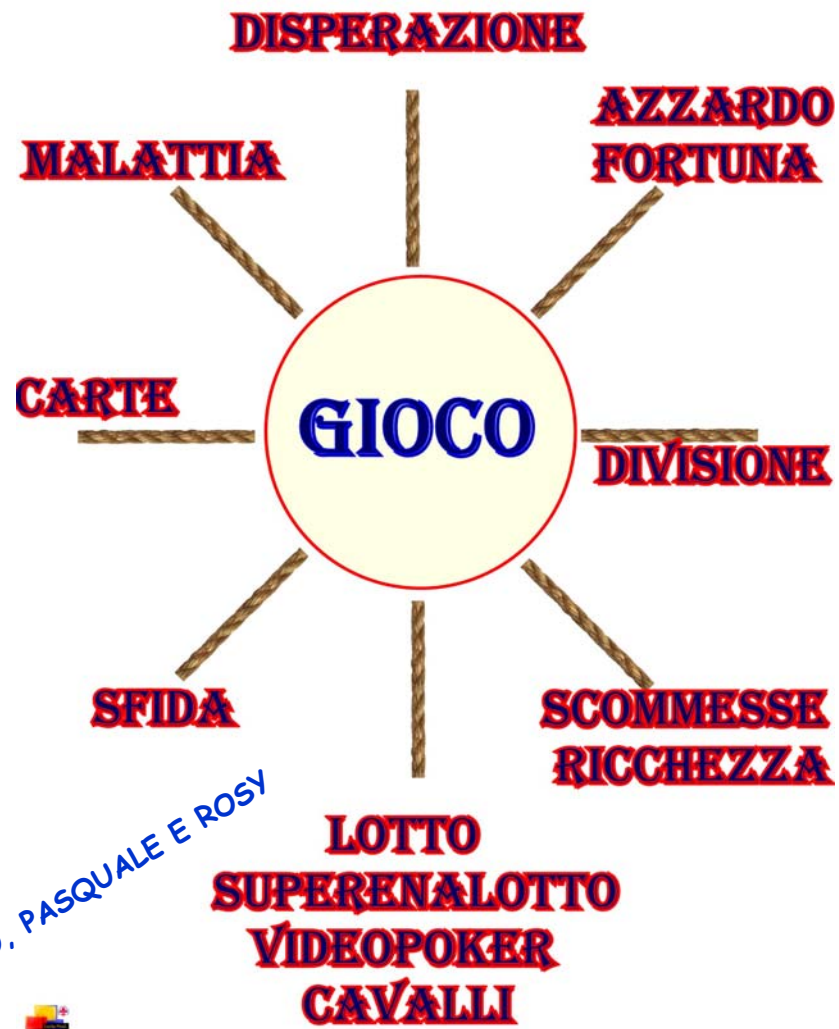 DISPERAZIONE
AZZARDO
FORTUNA
MALATTIA
CARTE
GIOCO
DIVISIONE
SFIDA
SCOMMESSE
RICCHEZZA
, PASQUALE E ROSY
LOTTO
SUPERENALOTTO
VIDEOPOKER
CAVALLI